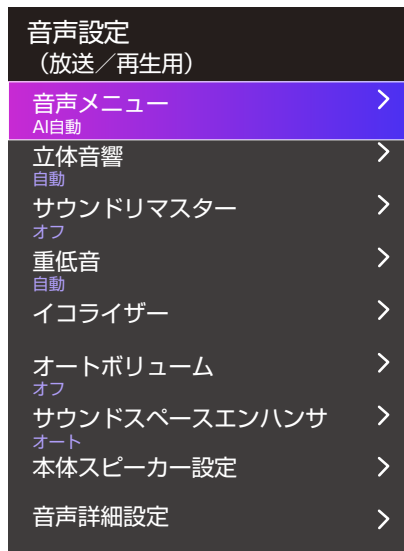 音声設定
（放送／再生用）
音声メニュー
AI自動
立体音響
自動
サウンドリマスター
オフ
重低音
自動
イコライザー
オートボリューム
オフ
サウンドスペースエンハンサ
オート
本体スピーカー設定
音声詳細設定